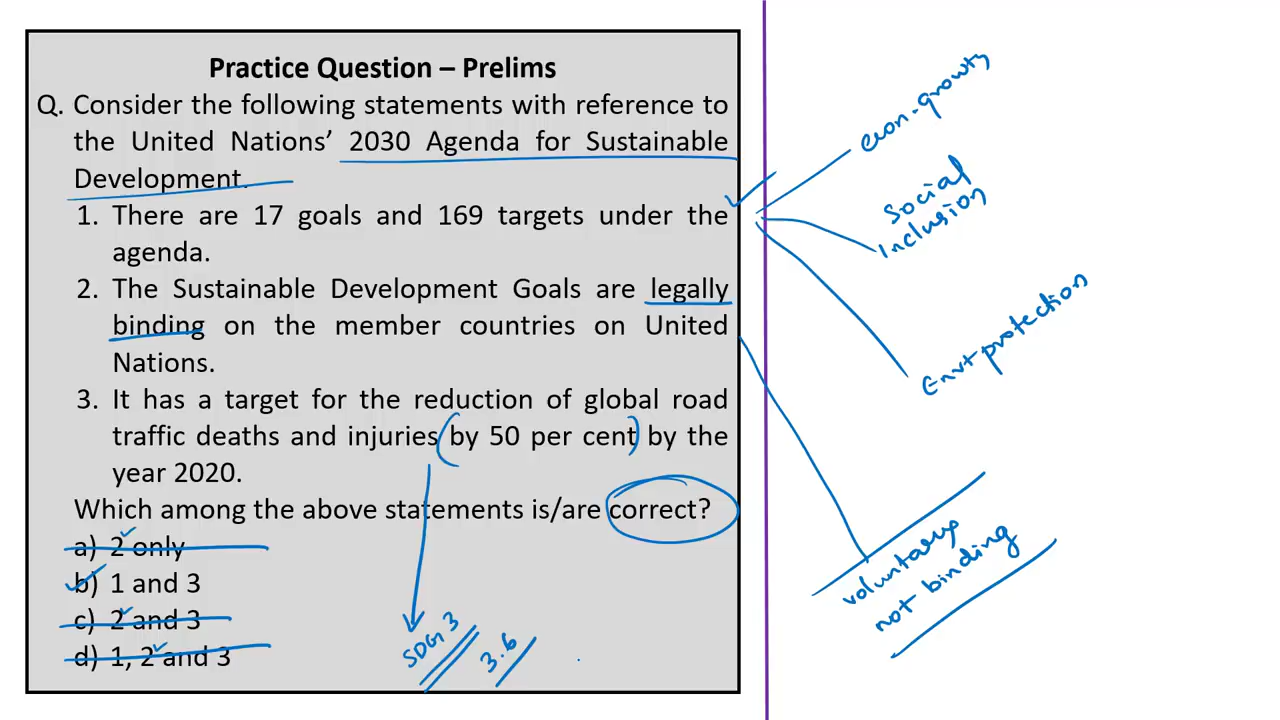 Practice Question – Prelims
Q. Consider the following statements with reference to
the United Nations’ 2030 Agenda for Sustainable
Development.
1. There are 17 goals and 169 targets under the
agenda.
2. The Sustainable Development Goals are legally
binding on the member countries on United
Nations.
3. It has a target for the reduction of global road
traffic deaths and injuries by 50 per cent by the
year 2020.
Which among the above statements is/are correct?
a) 2 only
b) 1 and 3
c) 2 and 3
d) 1, 2 and 3
SDG 3
3.6
econ-growth
Social
Inclusion
Envt protection
voluntary
not binding